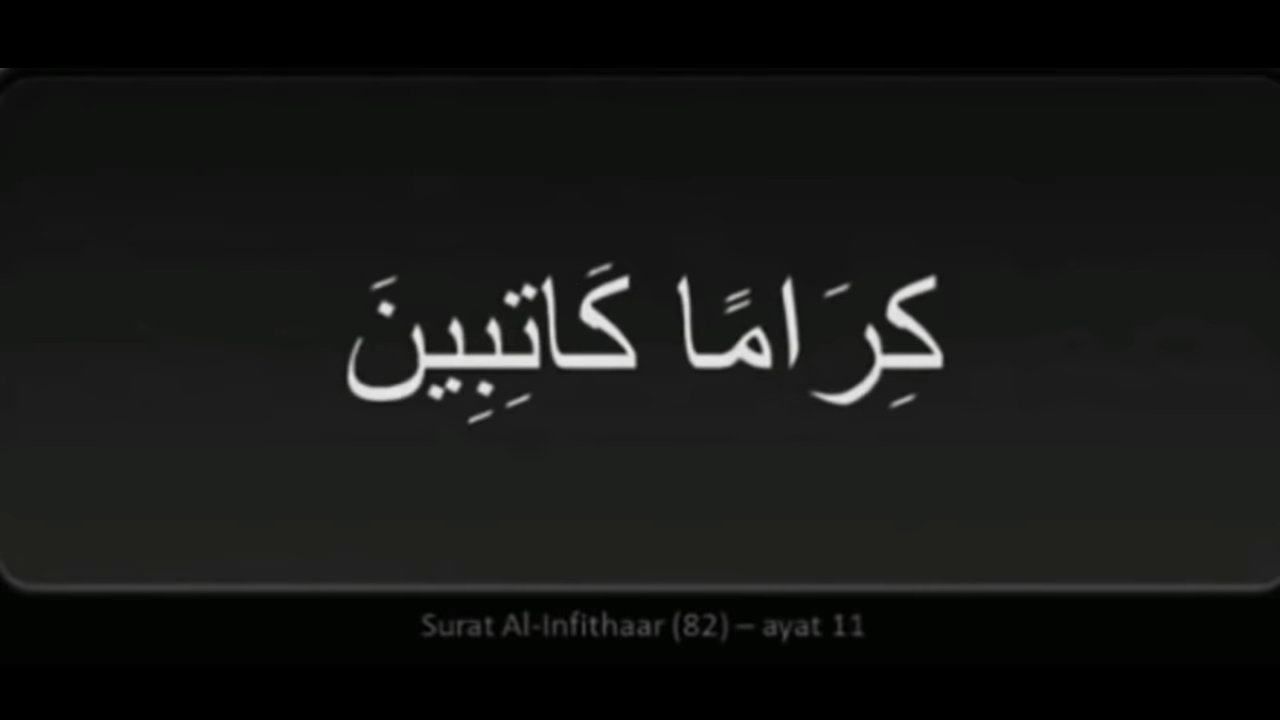 كِرَامًا كَاتِبِينَ
Surat Al-Infithaar (82) – ayat 11